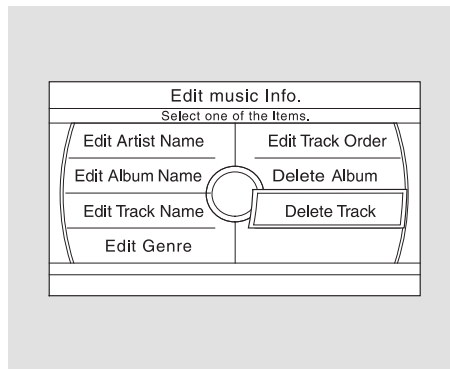 Edit music Info.
Select one of the Items.
Edit Artist Name
Edit Album Name
Edit Track Name
Edit Genre
Edit Track Order
Delete Album
Delete Track